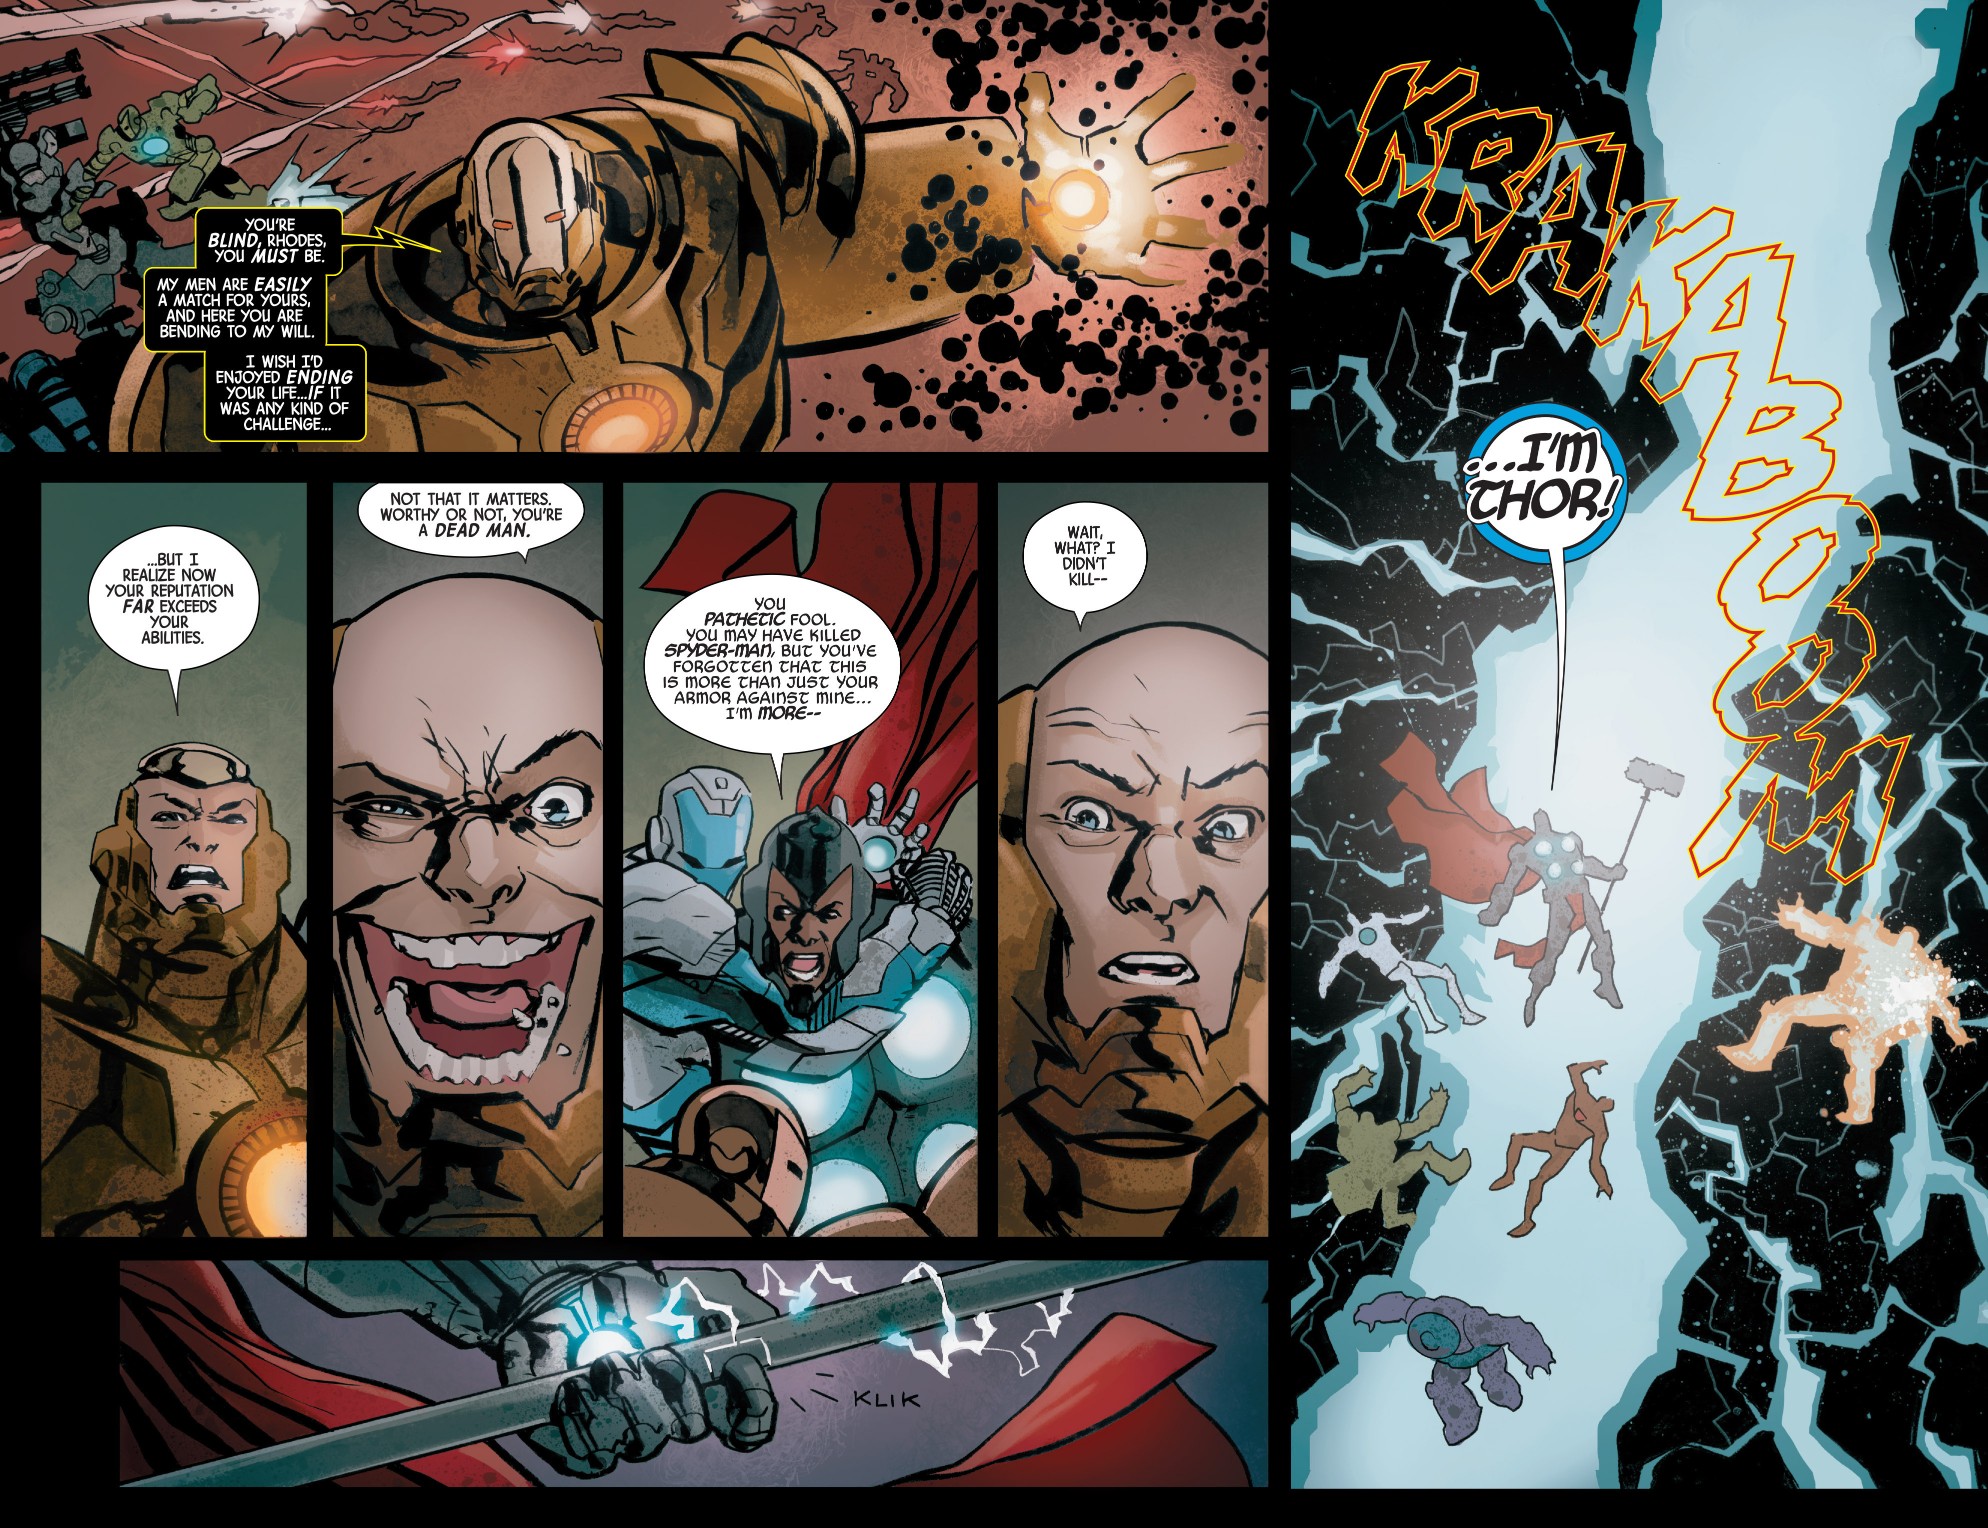 YOU'RE
BLIND, RHODES,
YOU MUST BE.
MY MEN ARE EASILY
A MATCH FOR YOURS,
AND HERE YOU ARE
BENDING TO MY WILL.
I WISH I'D
ENJOYED ENDING
YOUR LIFE...IF IT
WAS ANY KIND OF
CHALLENGE...
...BUT I
REALIZE NOW
YOUR REPUTATION
FAR EXCEEDS
YOUR
ABILITIES.
NOT THAT IT MATTERS.
WORTHY OR NOT, YOU'RE
A DEAD MAN.
YOU
PATHETIC FOOL.
YOU MAY HAVE KILLED
SPYDER-MAN, BUT YOU'VE
FORGOTTEN THAT THIS
IS MORE THAN JUST YOUR
ARMOR AGAINST MINE...
I'M MORE--
WAIT,
WHAT? I
DIDN'T
KILL--
KLIK
KRAKABOOM
...I'M
THOR!